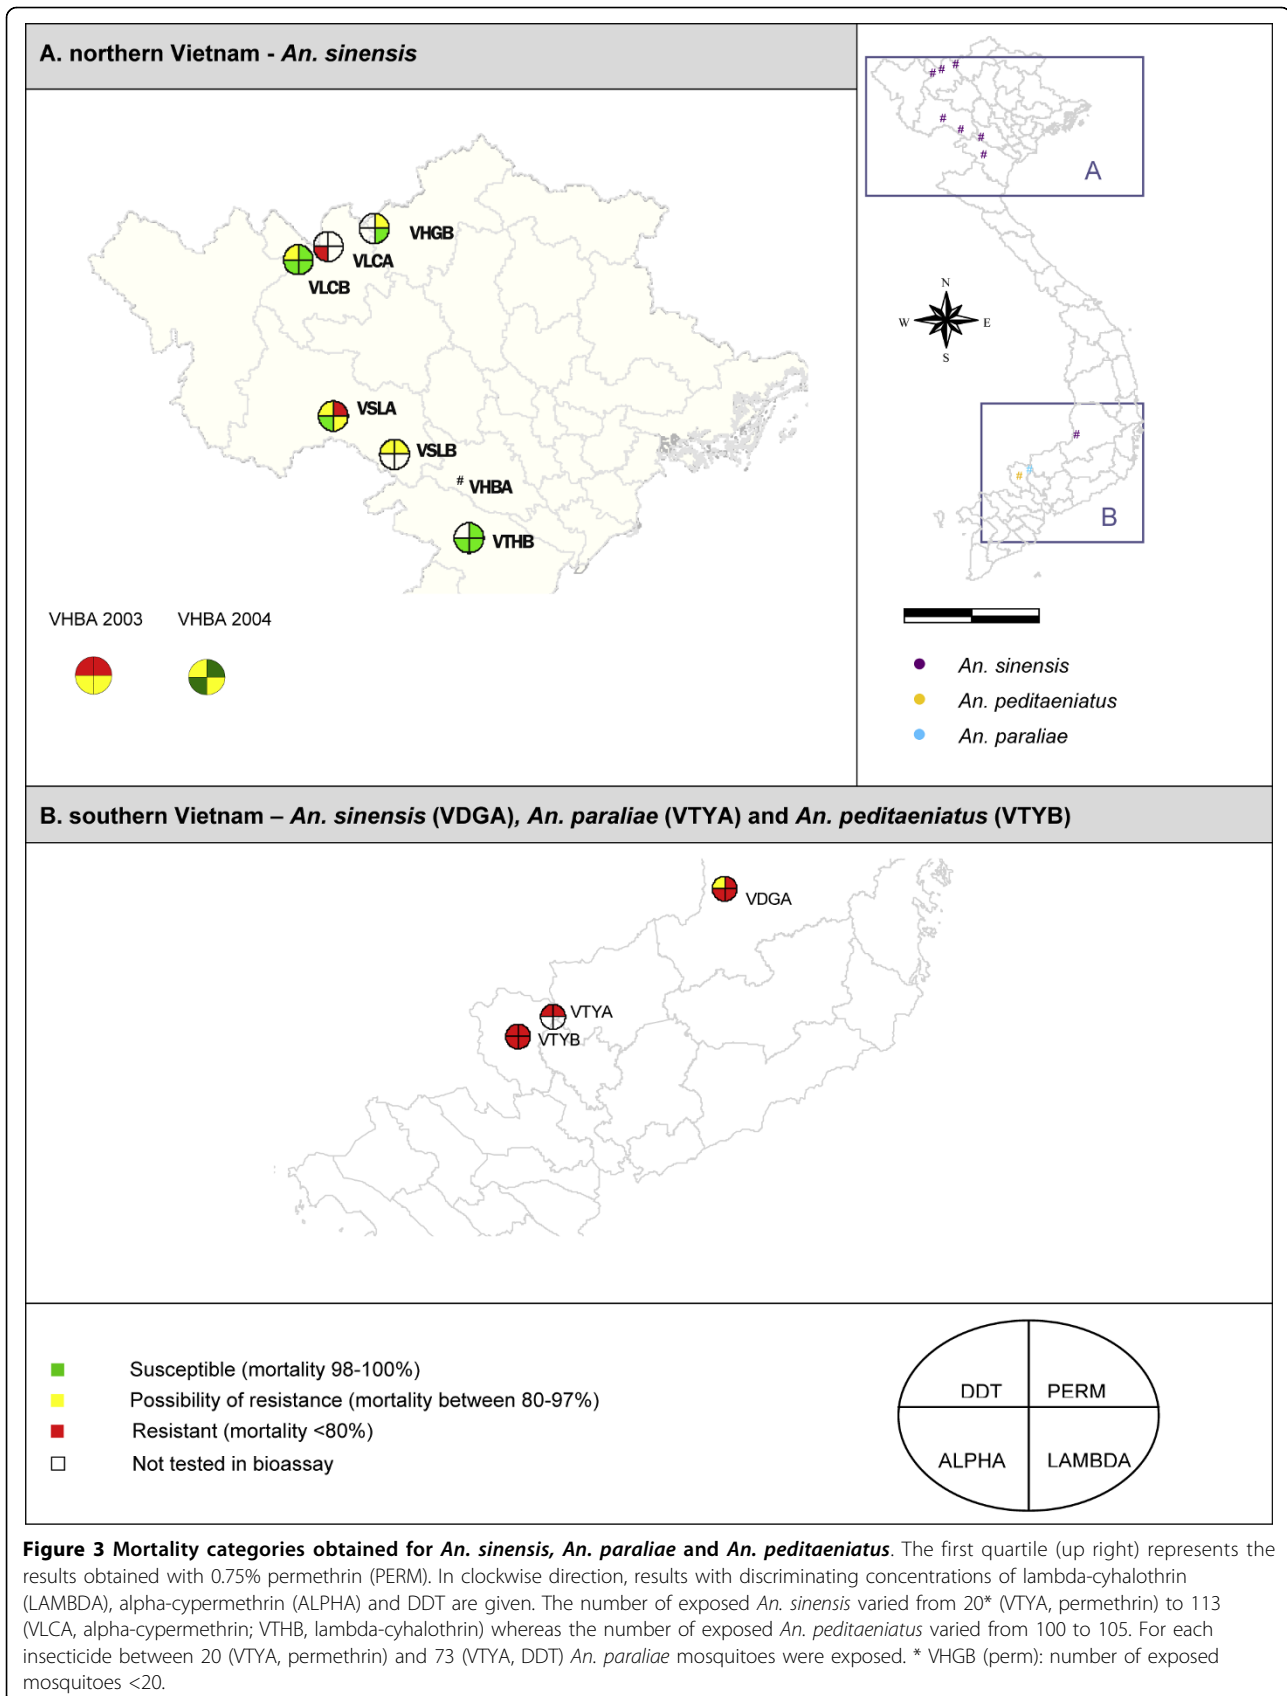 A. northern Vietnam - An. sinensis
VHGB
VLCA
VLCB
VSLA
VSLB
# VHBA
VTHB
VHBA 2003 VHBA 2004
#
#
#
#
#
#
#
A
N
W E
S
#
#
#
B
An. sinensis
An. peditaeniatus
An. paraliae
B. southern Vietnam – An. sinensis (VDGA), An. paraliae (VTYA) and An. peditaeniatus (VTYB)
VDGA
VTYA
VTYB
Susceptible (mortality 98-100%)
Possibility of resistance (mortality between 80-97%)
Resistant (mortality <80%)
Not tested in bioassay
DDT PERM
ALPHA LAMBDA
Figure 3 Mortality categories obtained for An. sinensis, An. paraliae and An. peditaeniatus. The first quartile (up right) represents the
results obtained with 0.75% permethrin (PERM). In clockwise direction, results with discriminating concentrations of lambda-cyhalothrin
(LAMBDA), alpha-cypermethrin (ALPHA) and DDT are given. The number of exposed An. sinensis varied from 20* (VTYA, permethrin) to 113
(VLCA, alpha-cypermethrin; VTHB, lambda-cyhalothrin) whereas the number of exposed An. peditaeniatus varied from 100 to 105. For each
insecticide between 20 (VTYA, permethrin) and 73 (VTYA, DDT) An. paraliae mosquitoes were exposed. * VHGB (perm): number of exposed
mosquitoes <20.